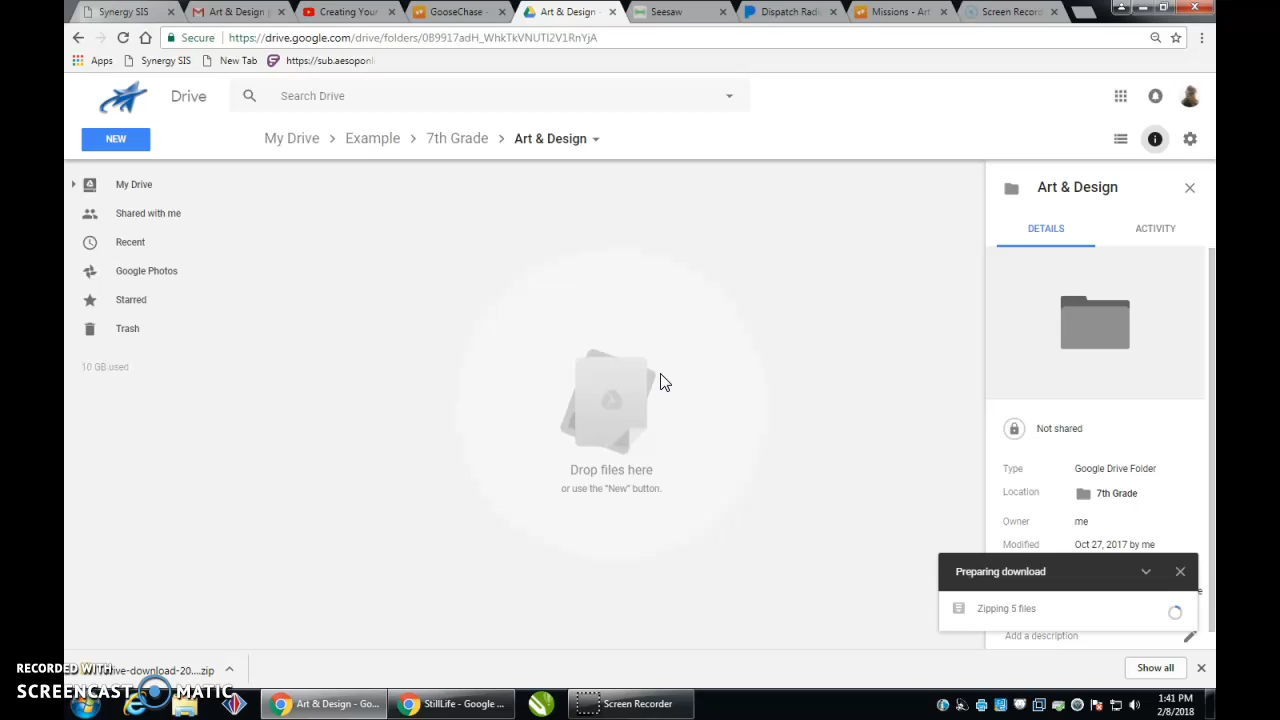 Synergy SIS
Art & Design
Creating Your
GooseChase -
Art & Design -
Seesaw
Dispatch Radi
Missions - Art
Screen Record
Secure https://drive.google.com/drive/folders/0B9917adH_WhkTkVNUTI2V1RnYjA
Apps Synergy SIS New Tab https://sub.aesoponl
Drive
Search Drive
NEW
My Drive > Example > 7th Grade > Art & Design
My Drive
Shared with me
Recent
Google Photos
Starred
Trash
10 GB used
Drop files here
or use the "New" button.
Art & Design
DETAILS ACTIVITY
Not shared
Type Google Drive Folder
Location 7th Grade
Owner me
Modified Oct 27, 2017 by me
Preparing download
Zipping 5 files
Add a description
drive-download-20....zip
Show all
RECORDED WITH
SCREENCAST MATIC
Art & Design - Go...
StillLife - Google ...
Screen Recorder
1:41 PM
2/8/2018